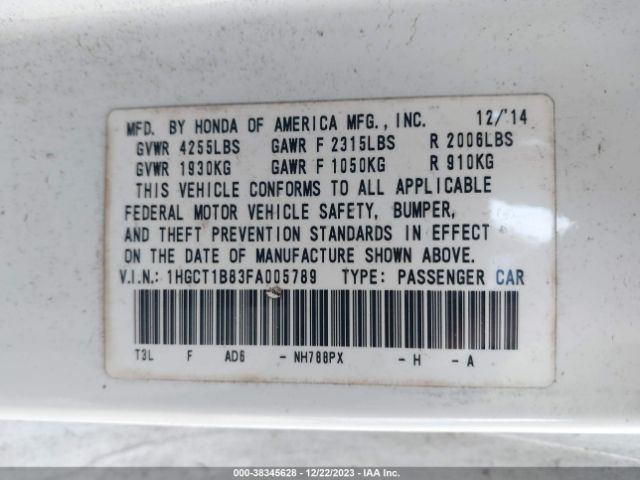 MFD. BY HONDA OF AMERICA MFG., INC. 12/'14
GVWR 4255LBS GAWR F 2315LBS R 2006LBS
GVWR 1930KG GAWR F 1050KG R 910KG
THIS VEHICLE CONFORMS TO ALL APPLICABLE
FEDERAL MOTOR VEHICLE SAFETY, BUMPER,
AND THEFT PREVENTION STANDARDS IN EFFECT
ON THE DATE OF MANUFACTURE SHOWN ABOVE.
V.I.N.: 1HGCT1B83FA005789 TYPE: PASSENGER CAR
T3L F AD6 - NH788PX - H - A
000-38345628 - 12/22/2023 - IAA Inc.